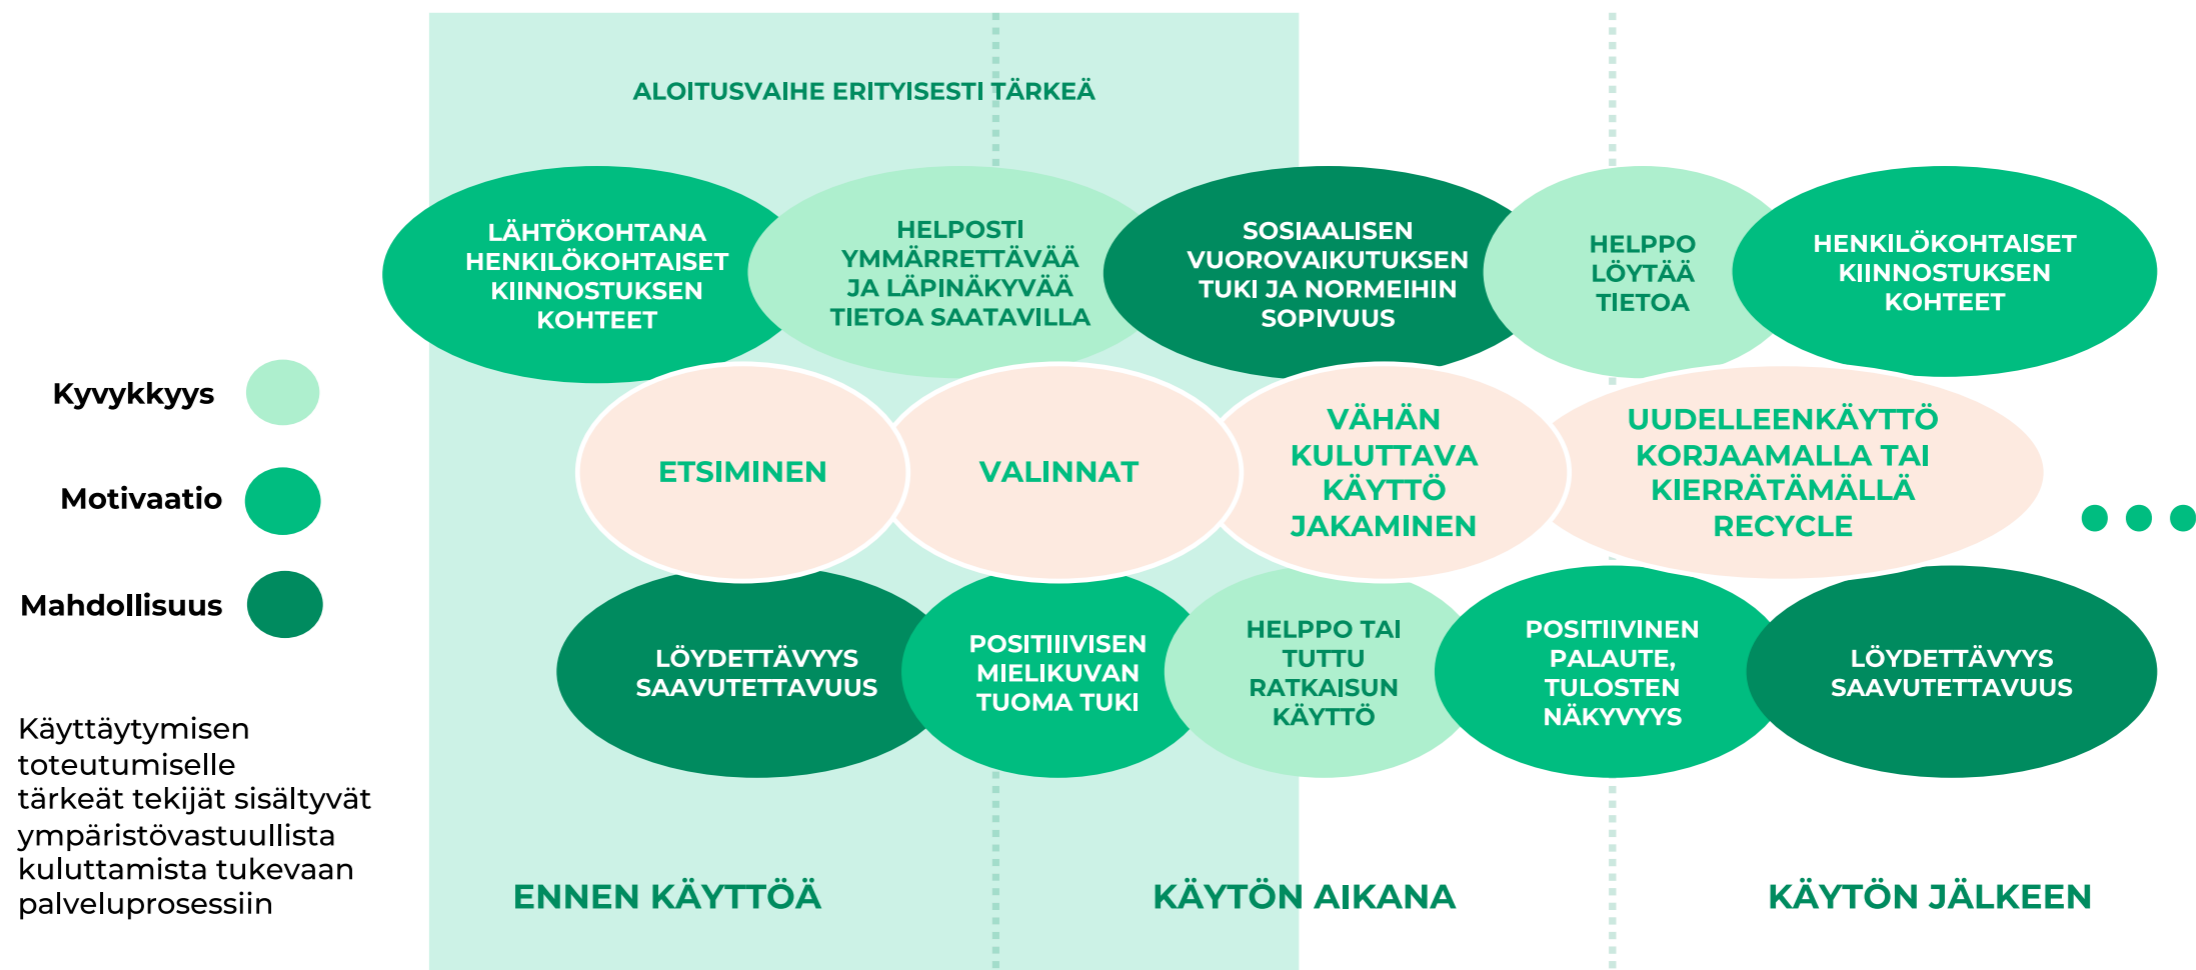 ALOITUSVAIHE ERITYISESTI TÄRKEÄ
LÄHTÖKOHTANA
HENKILÖKOHTAISET
KIINNOSTUKSEN
KOHTEET
HELPOSTI
YMMÄRRETTÄVÄÄ
JA LÄPINÄKYVÄÄ
TIETOA SAATAVILLA
SOSIAALISEN
VUOROVAIKUTUKSEN
TUKI JA NORMEIHIN
SOPIVUUS
HELPPO
LÖYTÄÄ
TIETOA
HENKILÖKOHTAISET
KIINNOSTUKSEN
KOHTEET
Kyvykkyys
Motivaatio
Mahdollisuus
ETSIMINEN
VALINNAT
VÄHÄN
KULUTTAVA
KÄYTTÖ
JAKAMINEN
UUDELLEENKÄYTTÖ
KORJAAMALLA TAI
KIERRÄTÄMÄLLÄ
RECYCLE
LÖYDETTÄVYYS
SAAVUTETTAVUUS
POSITIIIVISEN
MIELIKUVAN
TUOMA TUKI
HELPPO TAI
TUTTU
RATKAISUN
KÄYTTÖ
POSITIIVINEN
PALAUTE,
TULOSTEN
NÄKYVYYS
LÖYDETTÄVYYS
SAAVUTETTAVUUS
Käyttäytymisen
toteutumiselle
tärkeät tekijät sisältyvät
ympäristövastuullista
kuluttamista tukevaan
palveluprosessiin
ENNEN KÄYTTÖÄ
KÄYTÖN AIKANA
KÄYTÖN JÄLKEEN